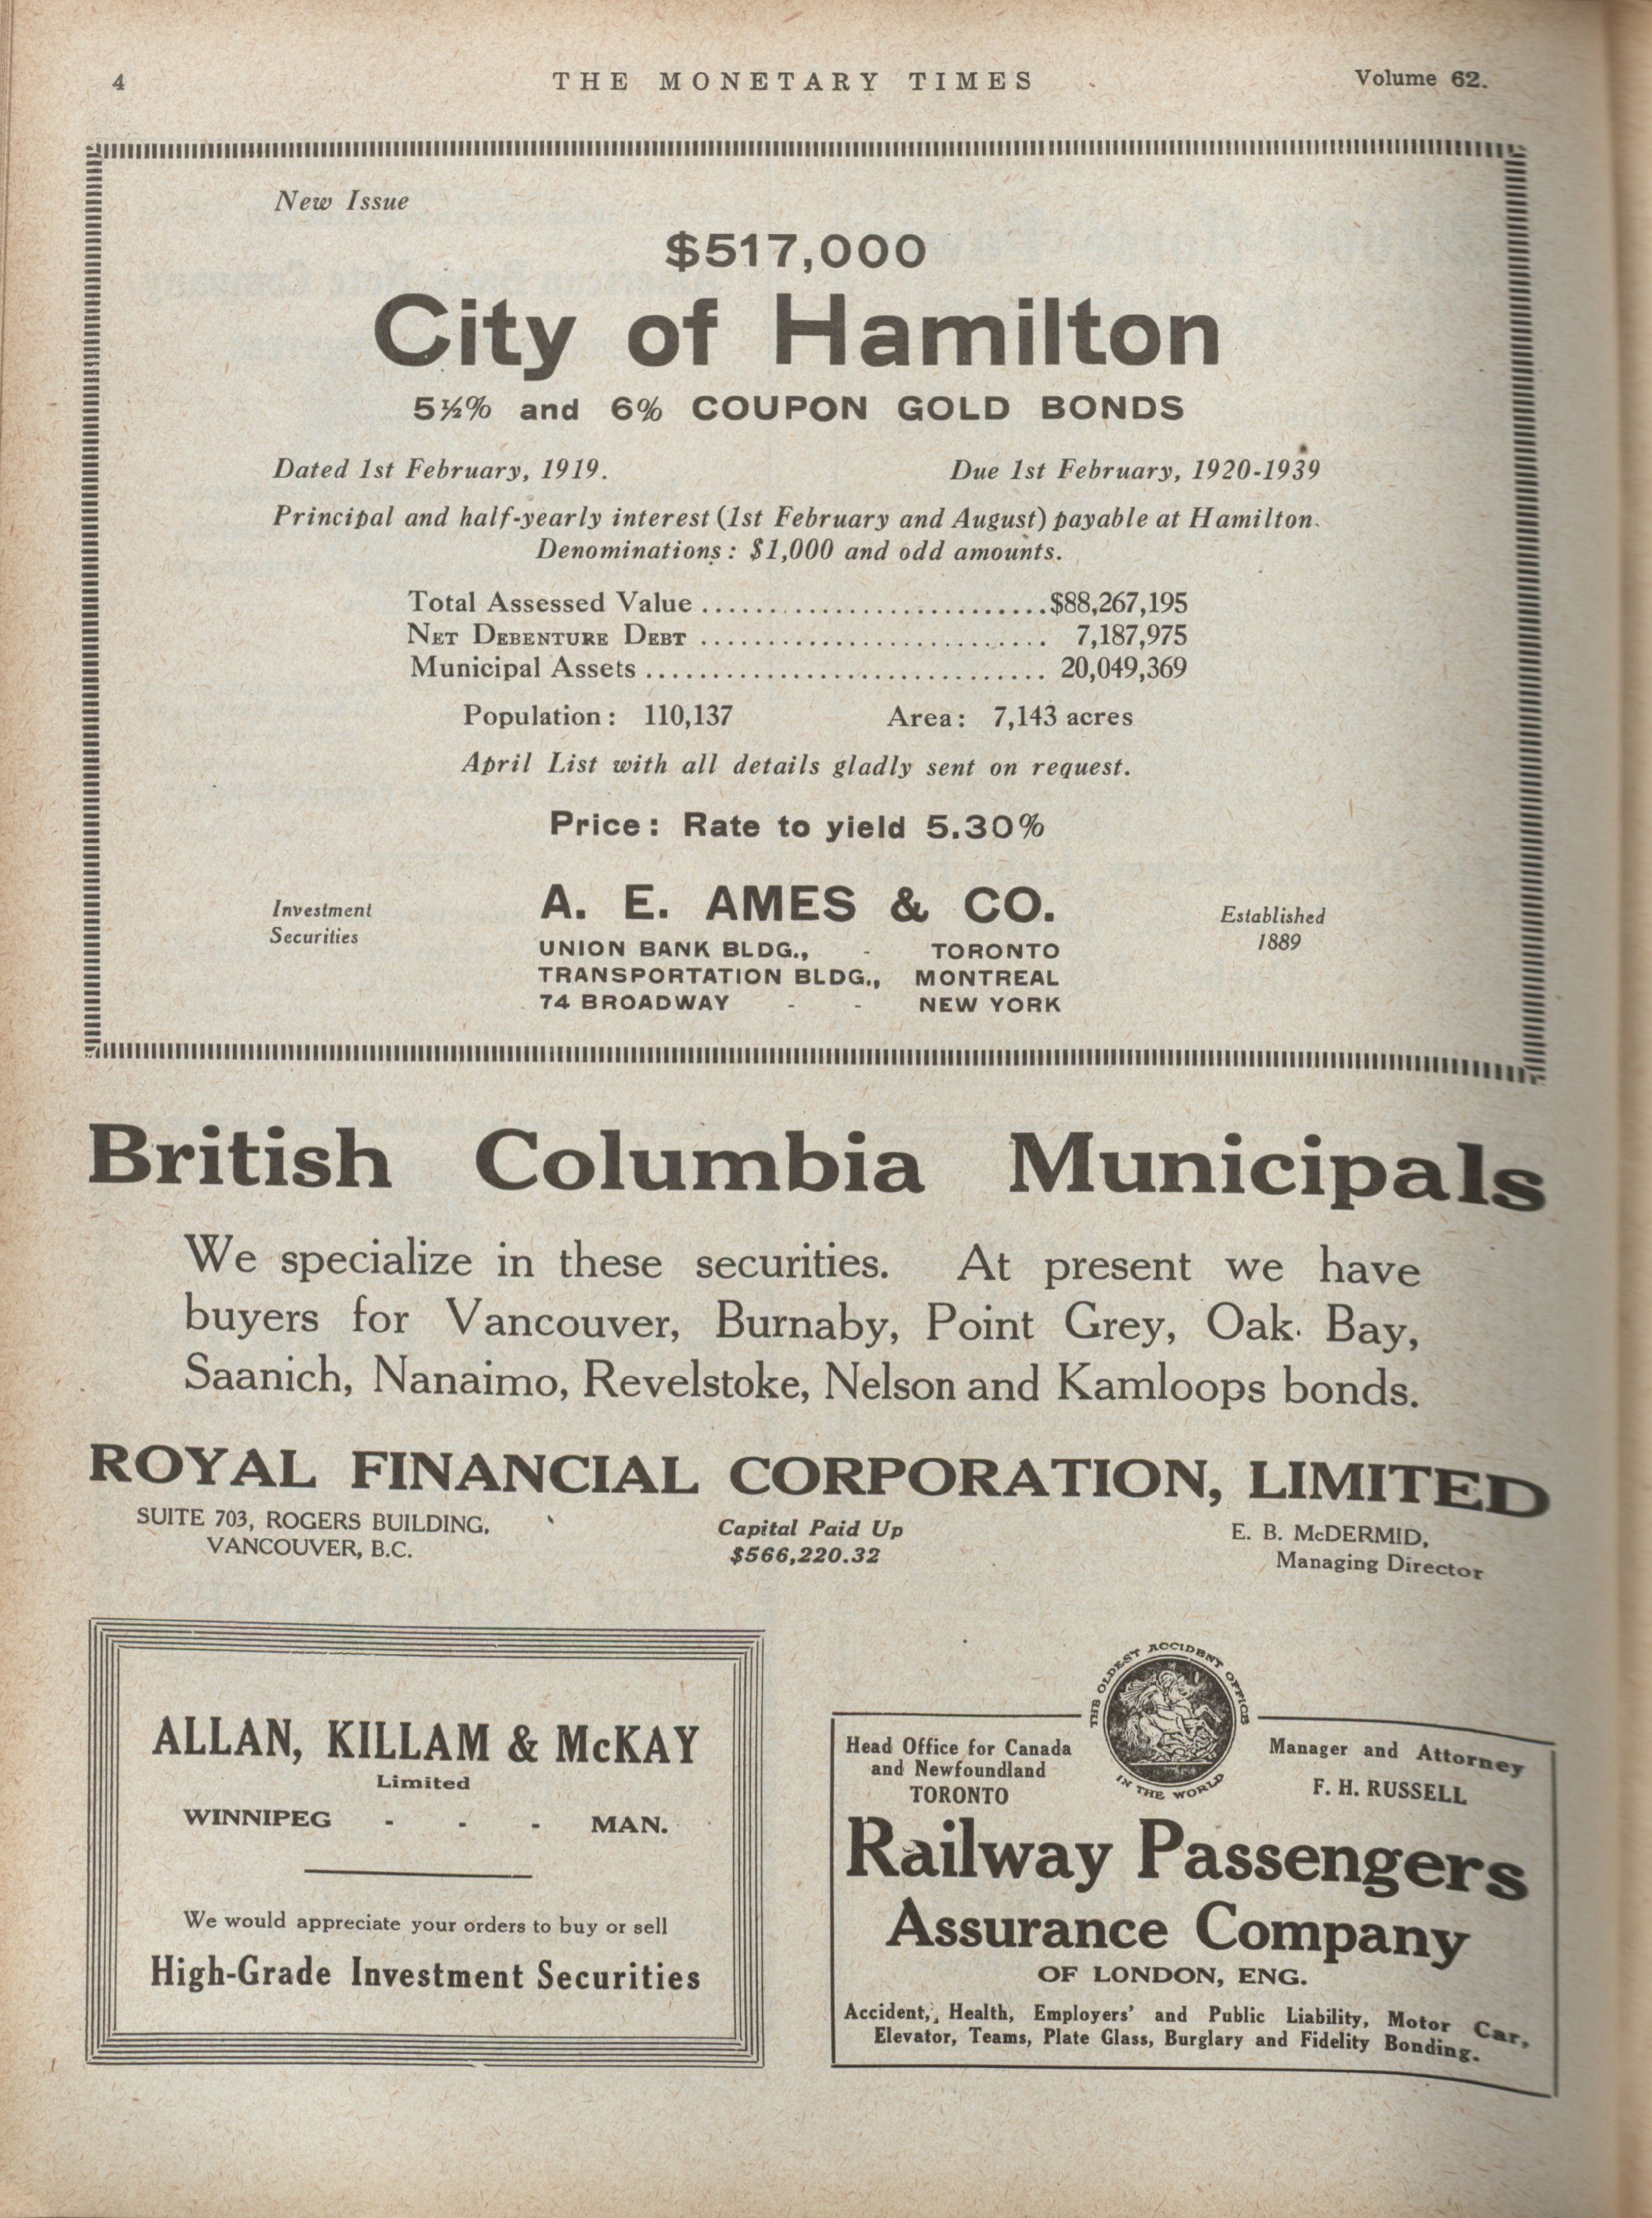 4
THE MONETARY TIMES
Volume 62.
New Issue
$517,000
City of Hamilton
5½% and 6% COUPON GOLD BONDS
Dated 1st February, 1919. Due 1st February, 1920-1939
Principal and half-yearly interest (1st February and August) payable at Hamilton.
Denominations: $1,000 and odd amounts.
Total Assessed Value ..........................$88,267,195
NET DEBENTURE DEBT .......................... 7,187,975
Municipal Assets .............................. 20,049,369
Population: 110,137 Area: 7,143 acres
April List with all details gladly sent on request.
Price: Rate to yield 5.30%
Investment
Securities
A. E. AMES & CO.
UNION BANK BLDG., - TORONTO
TRANSPORTATION BLDG., MONTREAL
74 BROADWAY - - NEW YORK
Established
1889
British Columbia Municipals
We specialize in these securities. At present we have
buyers for Vancouver, Burnaby, Point Grey, Oak Bay,
Saanich, Nanaimo, Revelstoke, Nelson and Kamloops bonds.
ROYAL FINANCIAL CORPORATION, LIMITED
SUITE 703, ROGERS BUILDING,
VANCOUVER, B.C.
Capital Paid Up
$566,220.32
E. B. McDERMID,
Managing Director
ALLAN, KILLAM & McKAY
Limited
WINNIPEG - - - MAN.
We would appreciate your orders to buy or sell
High-Grade Investment Securities
THE OLDEST ACCIDENT OFFICE
IN THE WORLD
Head Office for Canada
and Newfoundland
TORONTO
Manager and Attorney
F. H. RUSSELL
Railway Passengers
Assurance Company
OF LONDON, ENG.
Accident, Health, Employers' and Public Liability, Motor Car,
Elevator, Teams, Plate Glass, Burglary and Fidelity Bonding.